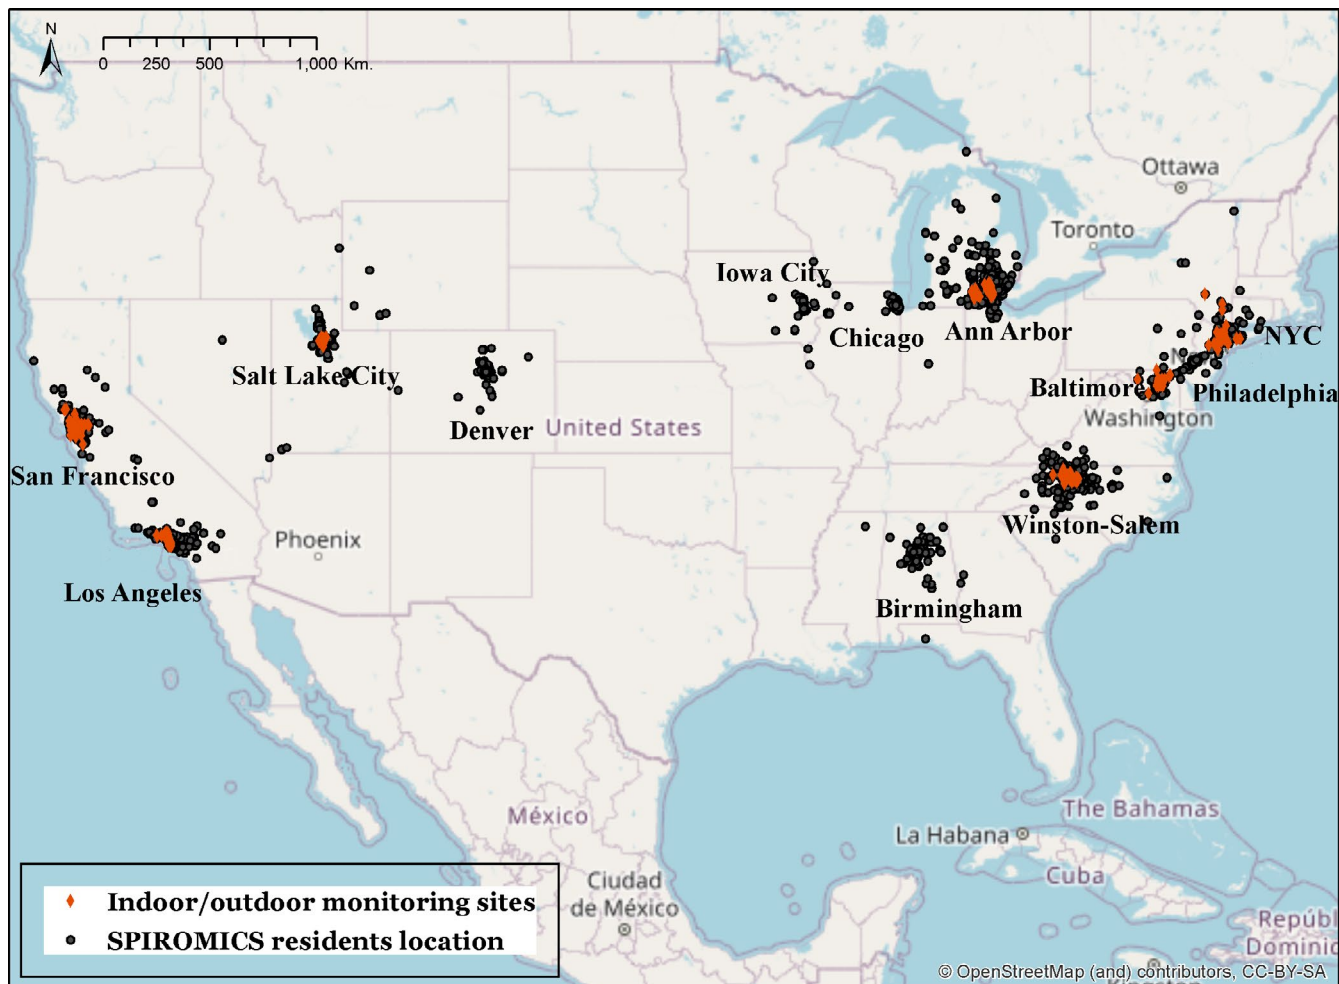 N
0 250 500 1,000 Km.
Ottawa
Toronto
Iowa City
Chicago
Ann Arbor
NYC
Salt Lake City
Baltimore
Philadelphia
Washington
Denver
United States
San Francisco
Winston-Salem
Phoenix
Los Angeles
Birmingham
México
The Bahamas
La Habana
Cuba
Ciudad
de México
Repúbl
Dominic
Indoor/outdoor monitoring sites
SPIROMICS residents location
© OpenStreetMap (and) contributors, CC-BY-SA